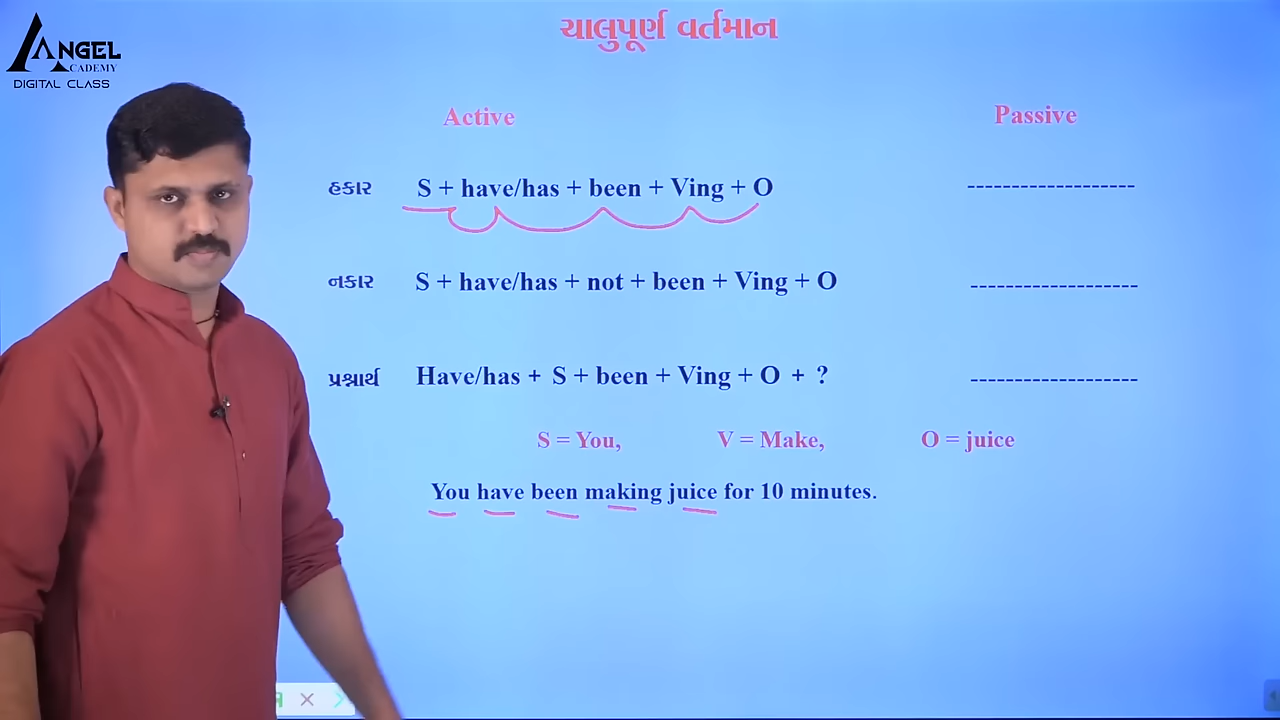 ANGEL
ACADEMY
DIGITAL CLASS
ચાલુપૂર્ણ વર્તમાન
Active Passive
હકાર S + have/has + been + Ving + O -------------------
નકાર S + have/has + not + been + Ving + O -------------------
પ્રશ્નાર્થ Have/has + S + been + Ving + O + ? -------------------
S = You, V = Make, O = juice
You have been making juice for 10 minutes.